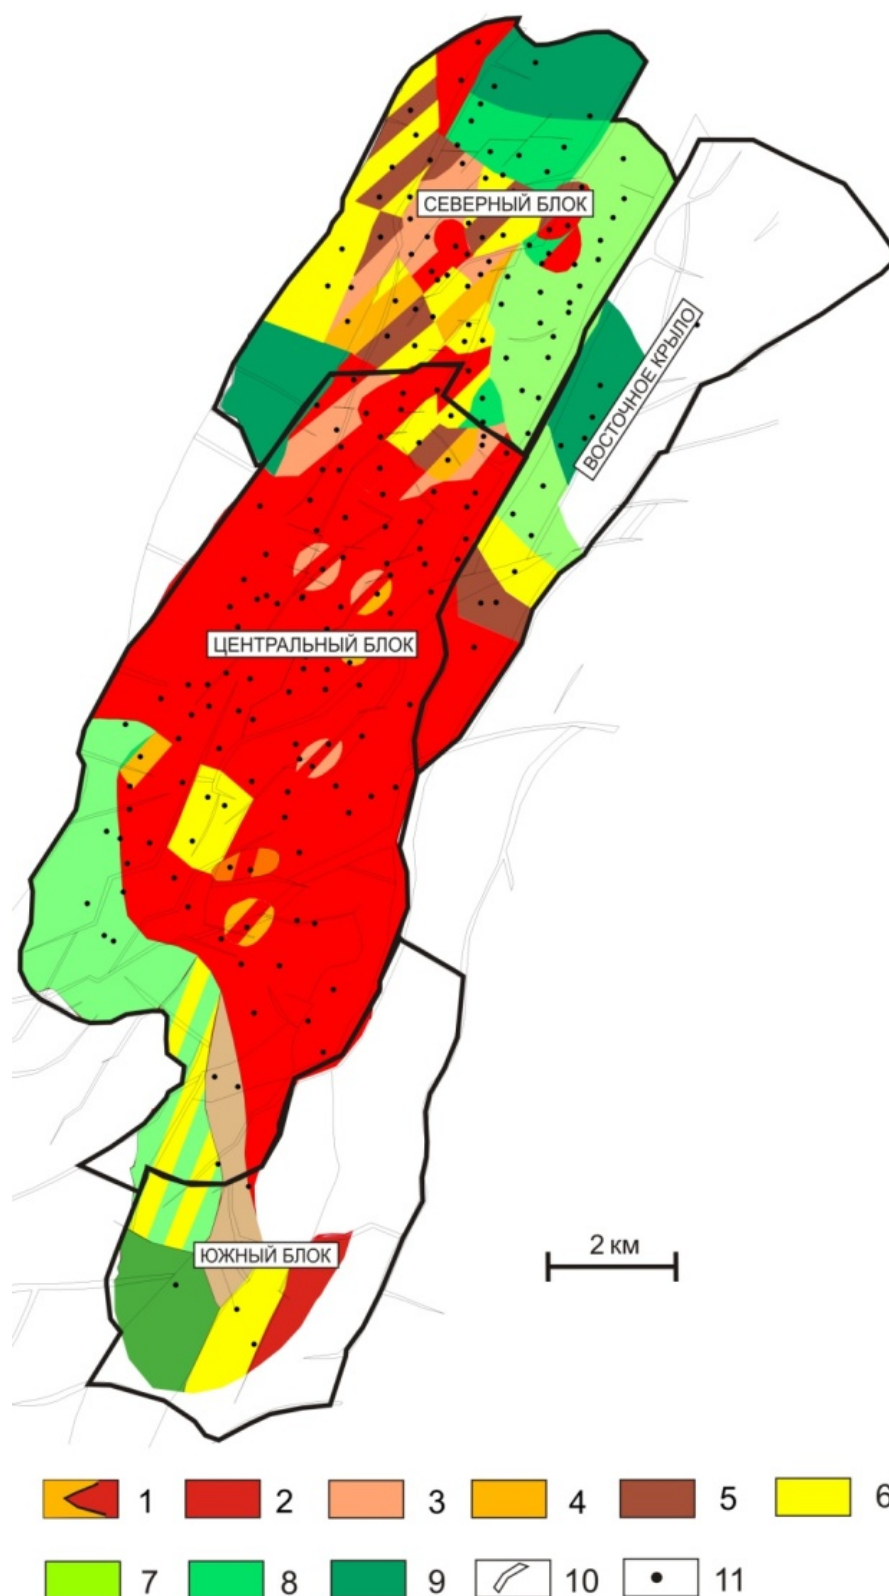 СЕВЕРНЫЙ БЛОК
ВОСТОЧНОЕ КРЫЛО
ЦЕНТРАЛЬНЫЙ БЛОК
ЮЖНЫЙ БЛОК
2 км
1 2 3 4 5 6
7 8 9 10 11